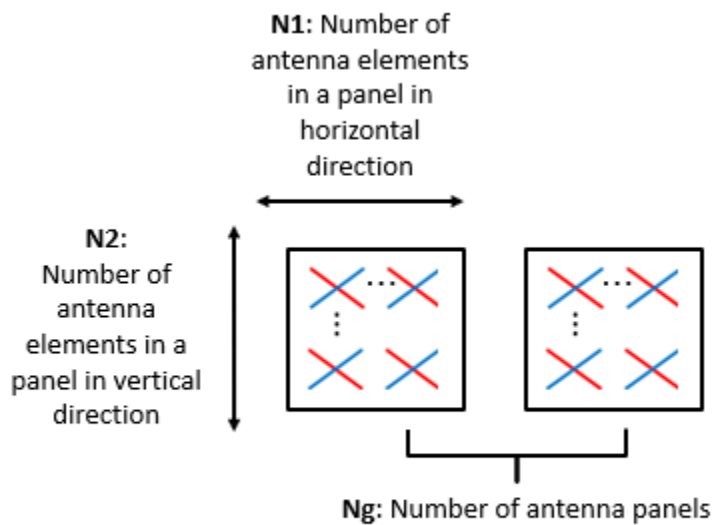 N1: Number of
antenna elements
in a panel in
horizontal
direction
N2:
Number of
antenna
elements in a
panel in vertical
direction
Ng: Number of antenna panels